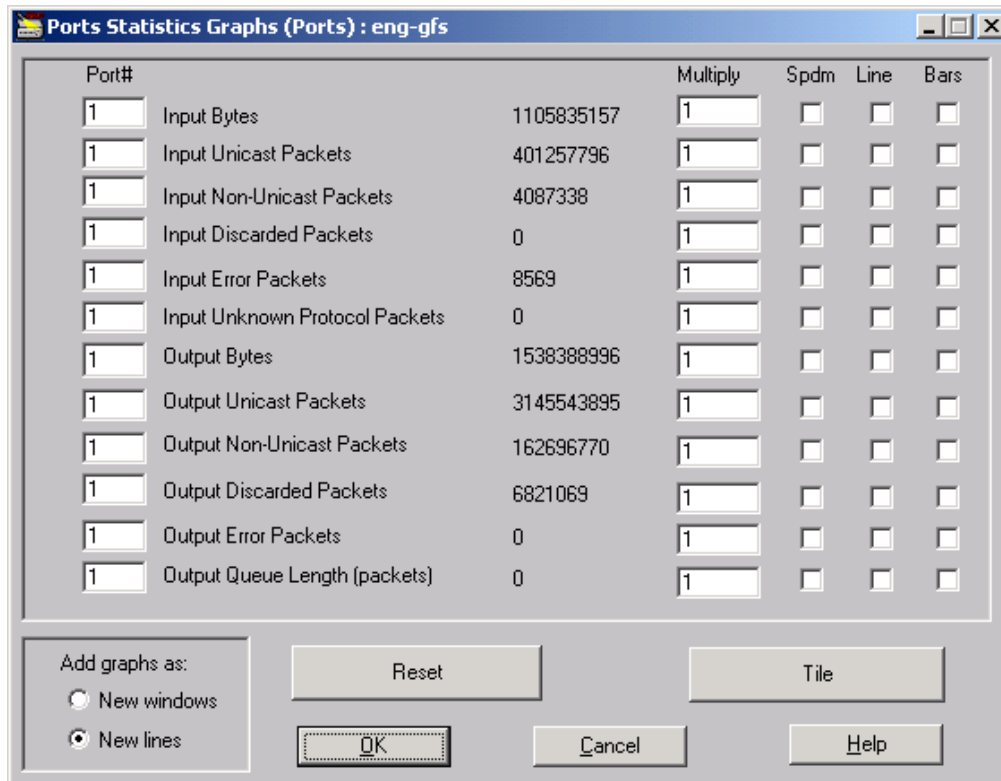 Ports Statistics Graphs (Ports) : eng-gfs
Port# Multiply Spdm Line Bars
1 Input Bytes 1105835157 1
1 Input Unicast Packets 401257796 1
1 Input Non-Unicast Packets 4087338 1
1 Input Discarded Packets 0 1
1 Input Error Packets 8569 1
1 Input Unknown Protocol Packets 0 1
1 Output Bytes 1538388996 1
1 Output Unicast Packets 3145543895 1
1 Output Non-Unicast Packets 162696770 1
1 Output Discarded Packets 6821069 1
1 Output Error Packets 0 1
1 Output Queue Length (packets) 0 1
Add graphs as:
New windows
New lines
Reset
Tile
OK
Cancel
Help